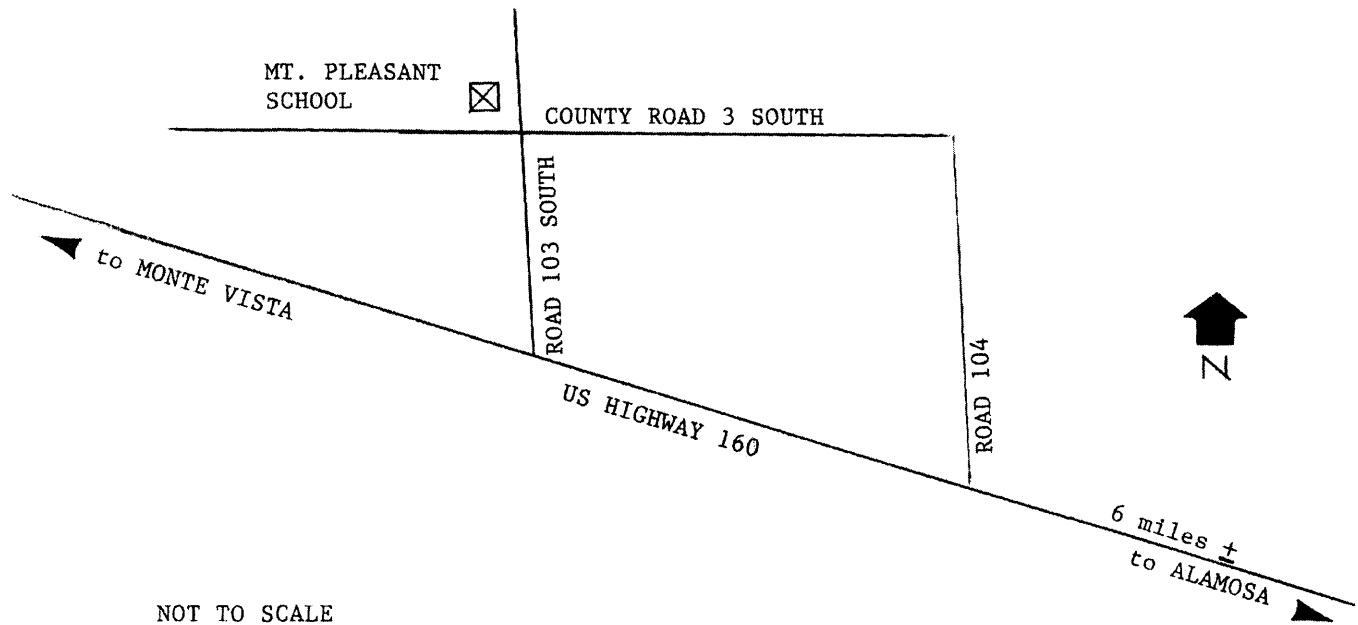 MT. PLEASANT
SCHOOL
COUNTY ROAD 3 SOUTH
ROAD 103 SOUTH
to MONTE VISTA
US HIGHWAY 160
ROAD 104
N
6 miles ±
to ALAMOSA
NOT TO SCALE